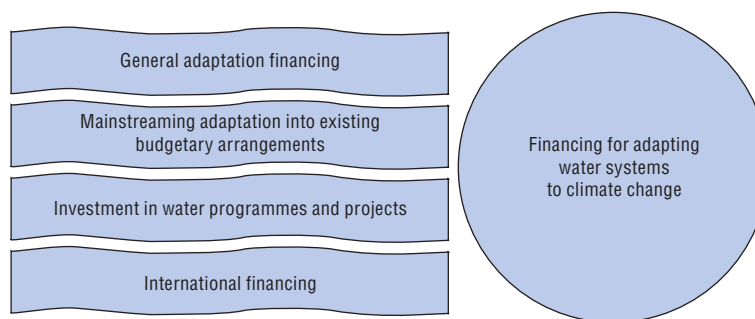 General adaptation financing
Mainstreaming adaptation into existing
budgetary arrangements
Investment in water programmes and projects
International financing
Financing for adapting
water systems
to climate change